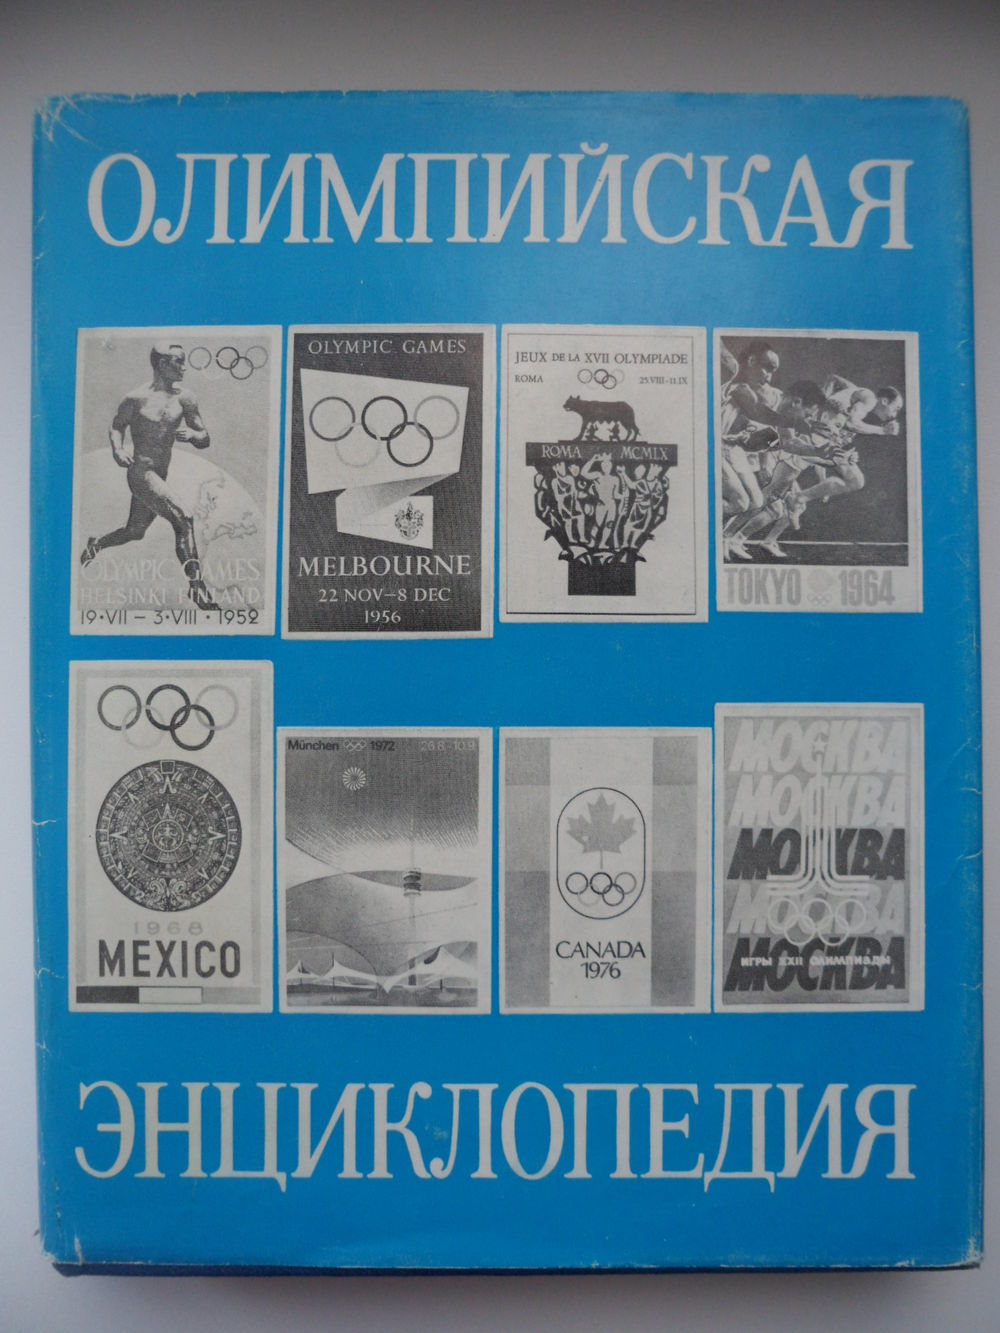 ОЛИМПИЙСКАЯ
OLYMPIC GAMES
HELSINKI FINLAND
19·VII – 3·VIII·1952
OLYMPIC GAMES
MELBOURNE
22 NOV–8 DEC
1956
JEUX DE LA XVII OLYMPIADE
ROMA 25.VIII–11.IX
ROMA MCMLX
TOKYO 1964
1968
MEXICO
München 1972 26.8–10.9
CANADA
1976
МОСКВА
МОСКВА
МОСКВА
МОСКВА
ИГРЫ XXII ОЛИМПИАДЫ
МОСКВА
ЭНЦИКЛОПЕДИЯ